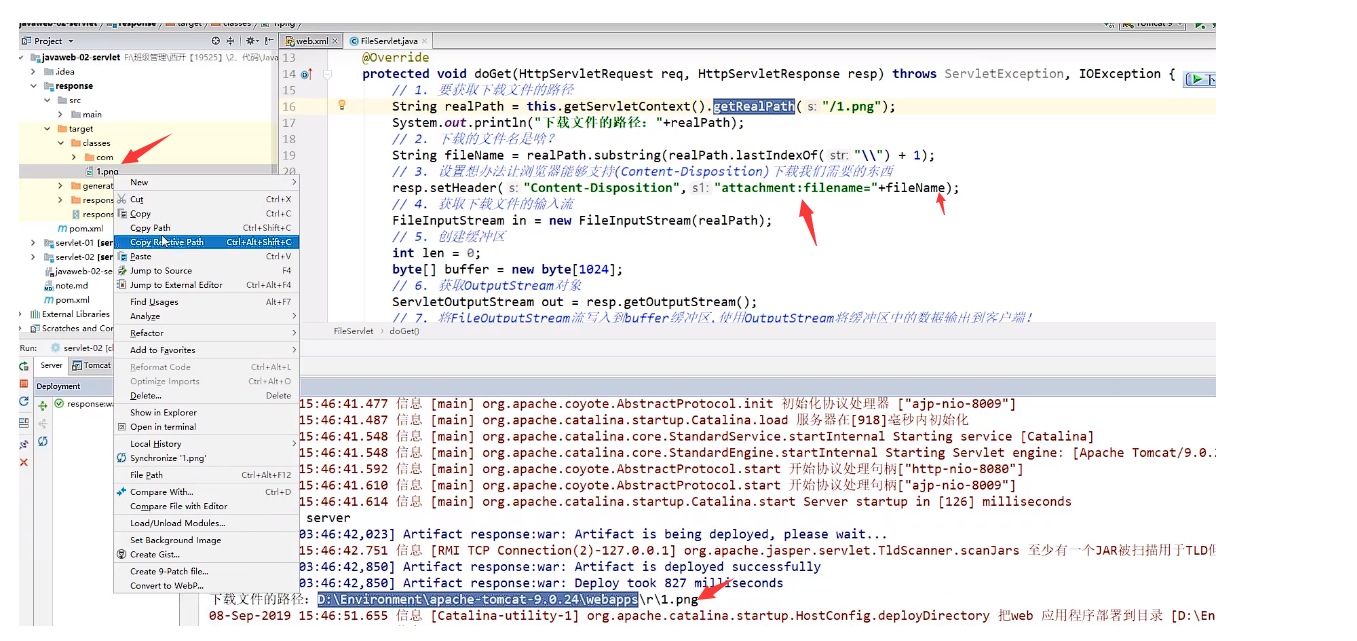 javaweb-02-servlet response target classes 1.png
Tomcat 9
Project
web.xml
FileServlet.java
javaweb-02-servlet F:\班级管理\西开【19525】\2、代码\Java
.idea
response
src
main
target
classes
com
1.png
generat
respons
respons
pom.xml
servlet-01 [ser
servlet-02 [ser
javaweb-02-se
note.md
pom.xml
External Libraries
Scratches and Cor
New
Cut Ctrl+X
Copy Ctrl+C
Copy Path Ctrl+Shift+C
Copy Relative Path Ctrl+Alt+Shift+C
Paste Ctrl+V
Jump to Source F4
Jump to External Editor Ctrl+Alt+F4
Find Usages Alt+F7
Analyze
Refactor
Add to Favorites
Reformat Code Ctrl+Alt+L
Optimize Imports Ctrl+Alt+O
Delete... Delete
Show in Explorer
Open in terminal
Local History
Synchronize '1.png'
File Path Ctrl+Alt+F12
Compare With... Ctrl+D
Compare File with Editor
Load/Unload Modules...
Set Background Image
Create Gist...
Create 9-Patch file...
Convert to WebP...
13 @Override
14 protected void doGet(HttpServletRequest req, HttpServletResponse resp) throws ServletException, IOException {
下
15 // 1. 要获取下载文件的路径
16 String realPath = this.getServletContext().getRealPath( s: "/1.png");
17 System.out.println("下载文件的路径: "+realPath);
18 // 2. 下载的文件名是啥?
19 String fileName = realPath.substring(realPath.lastIndexOf( str: "\\") + 1);
20 // 3. 设置想办法让浏览器能够支持(Content-Disposition)下载我们需要的东西
resp.setHeader( s: "Content-Disposition", s1: "attachment:filename="+fileName);
// 4. 获取下载文件的输入流
FileInputStream in = new FileInputStream(realPath);
// 5. 创建缓冲区
int len = 0;
byte[] buffer = new byte[1024];
// 6. 获取OutputStream对象
ServletOutputStream out = resp.getOutputStream();
// 7. 将FileOutputStream流写入到buffer缓冲区,使用OutputStream将缓冲区中的数据输出到客户端!
FileServlet > doGet()
Run: servlet-02 [cl
Server Tomcat
Deployment
response:wa
15:46:41.477 信息 [main] org.apache.coyote.AbstractProtocol.init 初始化协议处理器 ["ajp-nio-8009"]
15:46:41.487 信息 [main] org.apache.catalina.startup.Catalina.load 服务器在[918]毫秒内初始化
15:46:41.548 信息 [main] org.apache.catalina.core.StandardService.startInternal Starting service [Catalina]
15:46:41.548 信息 [main] org.apache.catalina.core.StandardEngine.startInternal Starting Servlet engine: [Apache Tomcat/9.0.2
15:46:41.592 信息 [main] org.apache.coyote.AbstractProtocol.start 开始协议处理句柄["http-nio-8080"]
15:46:41.610 信息 [main] org.apache.coyote.AbstractProtocol.start 开始协议处理句柄["ajp-nio-8009"]
15:46:41.614 信息 [main] org.apache.catalina.startup.Catalina.start Server startup in [126] milliseconds
server
03:46:42,023] Artifact response:war: Artifact is being deployed, please wait...
15:46:42.751 信息 [RMI TCP Connection(2)-127.0.0.1] org.apache.jasper.servlet.TldScanner.scanJars 至少有一个JAR被扫描用于TLD但
03:46:42,850] Artifact response:war: Artifact is deployed successfully
03:46:42,850] Artifact response:war: Deploy took 827 milliseconds
下载文件的路径: D:\Environment\apache-tomcat-9.0.24\webapps\r\1.png
08-Sep-2019 15:46:51.655 信息 [Catalina-utility-1] org.apache.catalina.startup.HostConfig.deployDirectory 把web 应用程序部署到目录 [D:\En